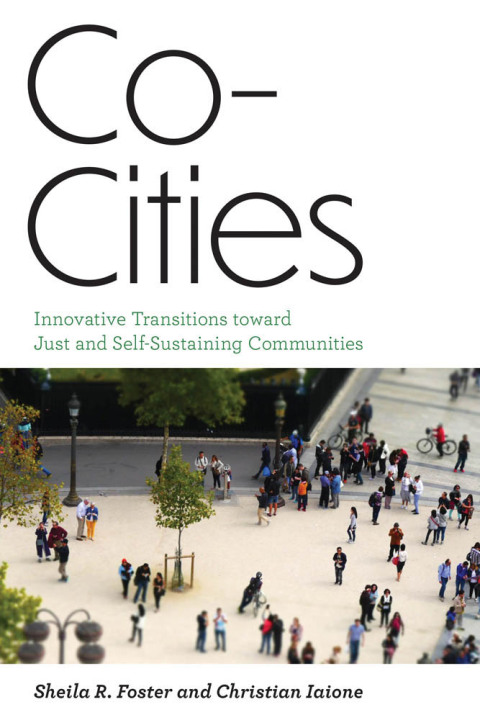 Co-
Cities
Innovative Transitions toward
Just and Self-Sustaining Communities
Sheila R. Foster and Christian Iaione